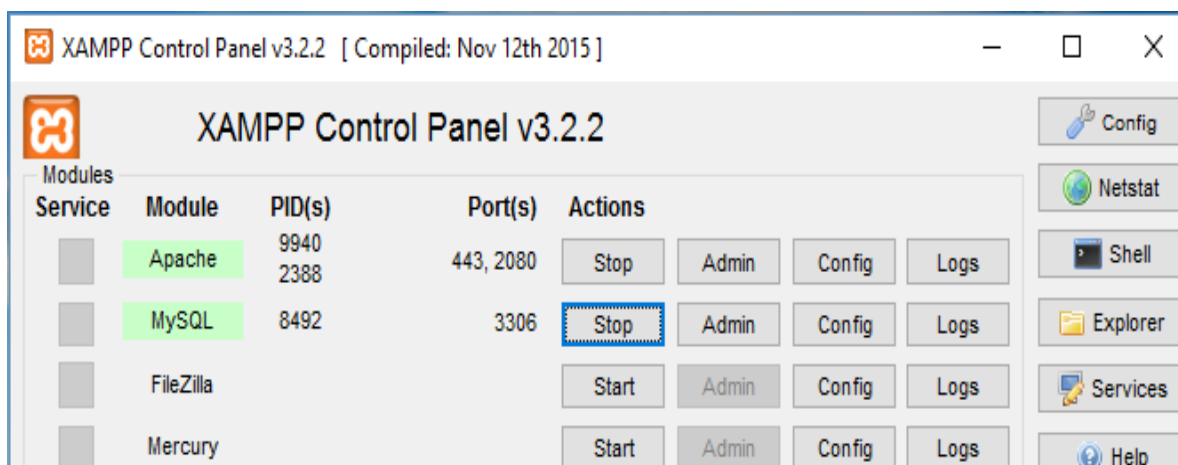 XAMPP Control Panel v3.2.2 [ Compiled: Nov 12th 2015 ]
XAMPP Control Panel v3.2.2
Config
Modules
Netstat
Service Module PID(s) Port(s) Actions
Apache 9940 2388 443, 2080 Stop Admin Config Logs
Shell
MySQL 8492 3306 Stop Admin Config Logs
Explorer
FileZilla Start Admin Config Logs
Services
Mercury Start Admin Config Logs
Help